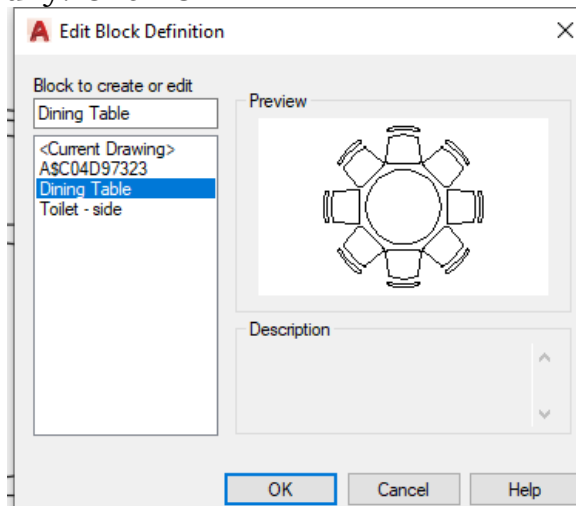 Edit Block Definition
Block to create or edit
Dining Table
<Current Drawing>
A$C04D97323
Dining Table
Toilet - side
Preview
Description
OK
Cancel
Help